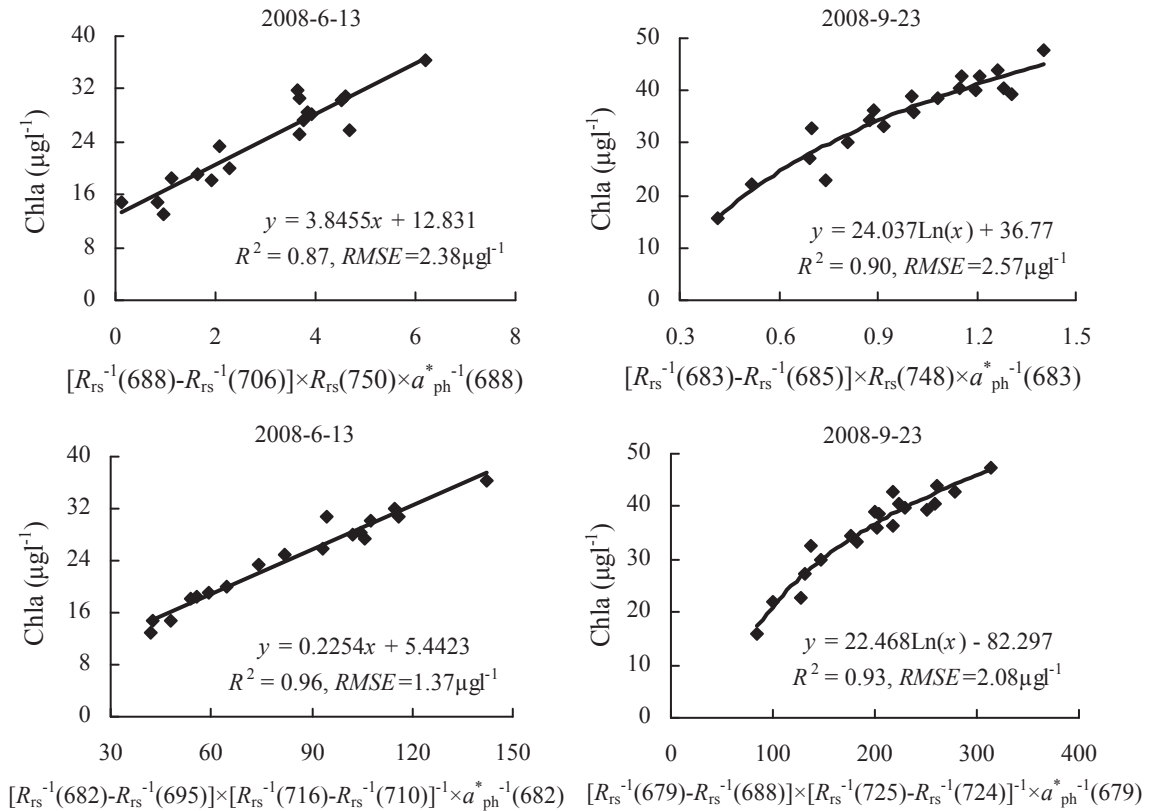 2008-6-13
40
32
24
16
8
0
Chla (µgl⁻¹)
y = 3.8455x + 12.831
R² = 0.87, RMSE=2.38µgl⁻¹
0 2 4 6 8
[Rrs⁻¹(688)-Rrs⁻¹(706)]×Rrs(750)×a*ph⁻¹(688)
2008-9-23
50
40
30
20
10
0
Chla (µgl⁻¹)
y = 24.037Ln(x) + 36.77
R² = 0.90, RMSE=2.57µgl⁻¹
0.3 0.6 0.9 1.2 1.5
[Rrs⁻¹(683)-Rrs⁻¹(685)]×Rrs(748)×a*ph⁻¹(683)
2008-6-13
40
32
24
16
8
0
Chla (µgl⁻¹)
y = 0.2254x + 5.4423
R² = 0.96, RMSE=1.37µgl⁻¹
30 60 90 120 150
[Rrs⁻¹(682)-Rrs⁻¹(695)]×[Rrs⁻¹(716)-Rrs⁻¹(710)]⁻¹×a*ph⁻¹(682)
2008-9-23
50
40
30
20
10
0
Chla (µgl⁻¹)
y = 22.468Ln(x) - 82.297
R² = 0.93, RMSE=2.08µgl⁻¹
0 100 200 300 400
[Rrs⁻¹(679)-Rrs⁻¹(688)]×[Rrs⁻¹(725)-Rrs⁻¹(724)]⁻¹×a*ph⁻¹(679)